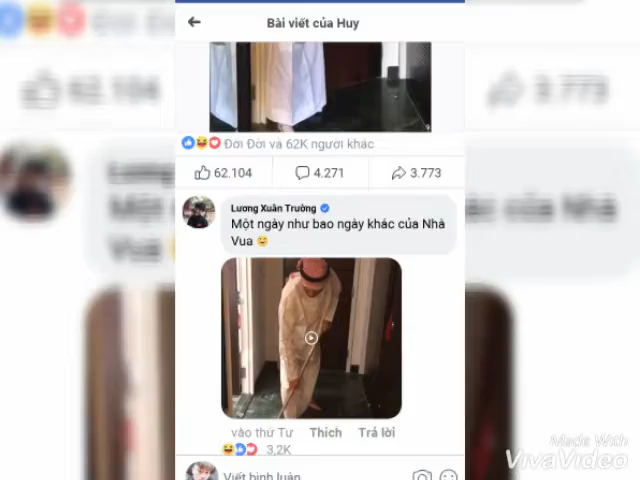 Bài viết của Huy
Đời Đời và 62K người khác
62.104 4.271 3.773
Lương Xuân Trường
Một ngày như bao ngày khác của Nhà
Vua
vào thứ Tư Thích Trả lời
3,2K
Viết bình luận
Made With
VivaVideo